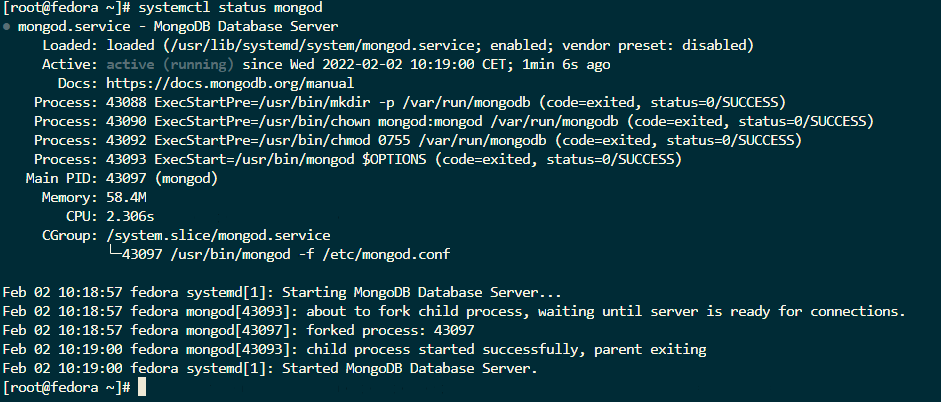 [root@fedora ~]# systemctl status mongod
● mongod.service - MongoDB Database Server
Loaded: loaded (/usr/lib/systemd/system/mongod.service; enabled; vendor preset: disabled)
Active: active (running) since Wed 2022-02-02 10:19:00 CET; 1min 6s ago
Docs: https://docs.mongodb.org/manual
Process: 43088 ExecStartPre=/usr/bin/mkdir -p /var/run/mongodb (code=exited, status=0/SUCCESS)
Process: 43090 ExecStartPre=/usr/bin/chown mongod:mongod /var/run/mongodb (code=exited, status=0/SUCCESS)
Process: 43092 ExecStartPre=/usr/bin/chmod 0755 /var/run/mongodb (code=exited, status=0/SUCCESS)
Process: 43093 ExecStart=/usr/bin/mongod $OPTIONS (code=exited, status=0/SUCCESS)
Main PID: 43097 (mongod)
Memory: 58.4M
CPU: 2.306s
CGroup: /system.slice/mongod.service
└─43097 /usr/bin/mongod -f /etc/mongod.conf
Feb 02 10:18:57 fedora systemd[1]: Starting MongoDB Database Server...
Feb 02 10:18:57 fedora mongod[43093]: about to fork child process, waiting until server is ready for connections.
Feb 02 10:18:57 fedora mongod[43097]: forked process: 43097
Feb 02 10:19:00 fedora mongod[43093]: child process started successfully, parent exiting
Feb 02 10:19:00 fedora systemd[1]: Started MongoDB Database Server.
[root@fedora ~]#